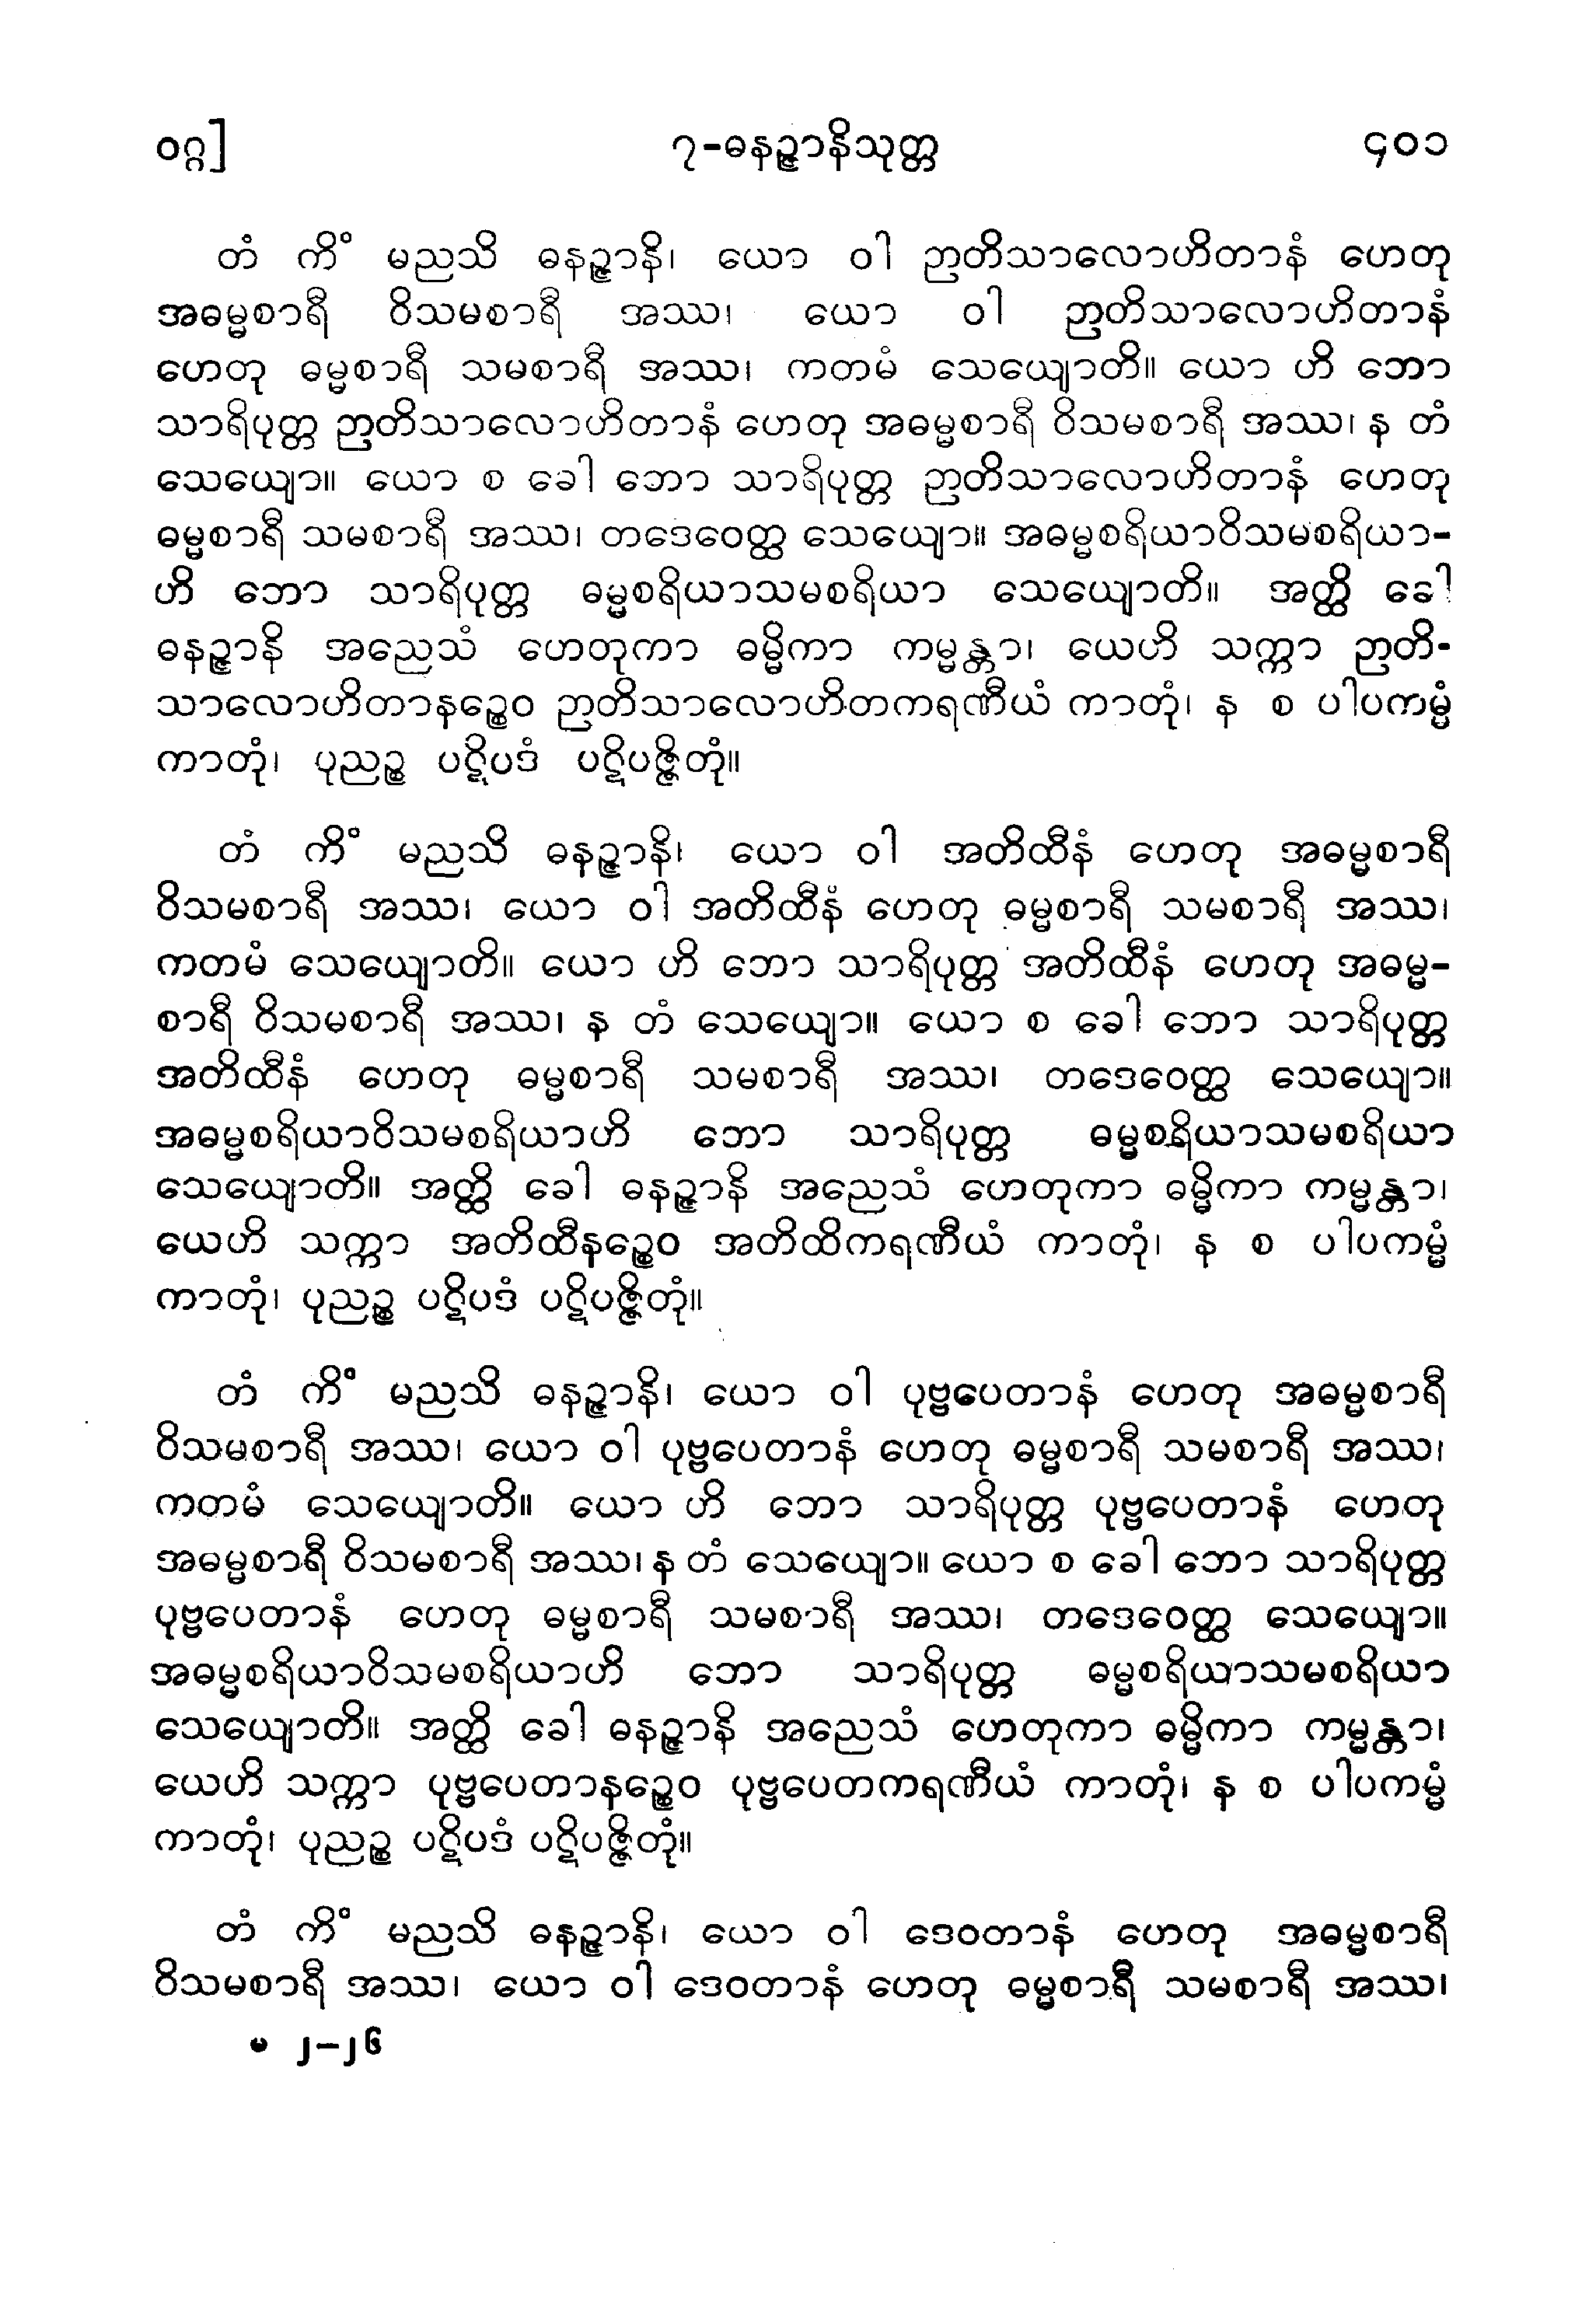 ဝဂ္ဂ]
၇-ဓနဉ္ဇာနိသုတ္တ
၄၀၁
တံ ကိံ မညသိ ဓနဉ္ဇာနိ၊ ယော ဝါ ဉာတိသာလောဟိတာနံ ဟေတု
အဓမ္မစာရီ ဝိသမစာရီ အဿ၊ ယော ဝါ ဉာတိသာလောဟိတာနံ
ဟေတု ဓမ္မစာရီ သမစာရီ အဿ၊ ကတမံ သေယျောတိ။ ယော ဟိ ဘော
သာရိပုတ္တ ဉာတိသာလောဟိတာနံ ဟေတု အဓမ္မစာရီ ဝိသမစာရီ အဿ၊ န တံ
သေယျော။ ယော စ ခေါ ဘော သာရိပုတ္တ ဉာတိသာလောဟိတာနံ ဟေတု
ဓမ္မစာရီ သမစာရီ အဿ၊ တဒေဝေတ္ထ သေယျော။ အဓမ္မစရိယာဝိသမစရိယာ-
ဟိ ဘော သာရိပုတ္တ ဓမ္မစရိယာသမစရိယာ သေယျောတိ။ အတ္ထိ ခေါ
ဓနဉ္ဇာနိ အညေသံ ဟေတုကာ ဓမ္မိကာ ကမ္မန္တာ၊ ယေဟိ သက္ကာ ဉာတိ-
သာလောဟိတာနဉ္စေဝ ဉာတိသာလောဟိတကရဏီယံ ကာတုံ၊ န စ ပါပကမ္မံ
ကာတုံ၊ ပုညဉ္စ ပဋိပဒံ ပဋိပဇ္ဇိတုံ။
တံ ကိံ မညသိ ဓနဉ္ဇာနိ၊ ယော ဝါ အတိထီနံ ဟေတု အဓမ္မစာရီ
ဝိသမစာရီ အဿ၊ ယော ဝါ အတိထီနံ ဟေတု ဓမ္မစာရီ သမစာရီ အဿ၊
ကတမံ သေယျောတိ။ ယော ဟိ ဘော သာရိပုတ္တ အတိထီနံ ဟေတု အဓမ္မ-
စာရီ ဝိသမစာရီ အဿ၊ န တံ သေယျော။ ယော စ ခေါ ဘော သာရိပုတ္တ
အတိထီနံ ဟေတု ဓမ္မစာရီ သမစာရီ အဿ၊ တဒေဝေတ္ထ သေယျော။
အဓမ္မစရိယာဝိသမစရိယာဟိ ဘော သာရိပုတ္တ ဓမ္မစရိယာသမစရိယာ
သေယျောတိ။ အတ္ထိ ခေါ ဓနဉ္ဇာနိ အညေသံ ဟေတုကာ ဓမ္မိကာ ကမ္မန္တာ၊
ယေဟိ သက္ကာ အတိထီနဉ္စေဝ အတိထိကရဏီယံ ကာတုံ၊ န စ ပါပကမ္မံ
ကာတုံ၊ ပုညဉ္စ ပဋိပဒံ ပဋိပဇ္ဇိတုံ။
တံ ကိံ မညသိ ဓနဉ္ဇာနိ၊ ယော ဝါ ပုဗ္ဗပေတာနံ ဟေတု အဓမ္မစာရီ
ဝိသမစာရီ အဿ၊ ယော ဝါ ပုဗ္ဗပေတာနံ ဟေတု ဓမ္မစာရီ သမစာရီ အဿ၊
ကတမံ သေယျောတိ။ ယော ဟိ ဘော သာရိပုတ္တ ပုဗ္ဗပေတာနံ ဟေတု
အဓမ္မစာရီ ဝိသမစာရီ အဿ၊ န တံ သေယျော။ ယော စ ခေါ ဘော သာရိပုတ္တ
ပုဗ္ဗပေတာနံ ဟေတု ဓမ္မစာရီ သမစာရီ အဿ၊ တဒေဝေတ္ထ သေယျော။
အဓမ္မစရိယာဝိသမစရိယာဟိ ဘော သာရိပုတ္တ ဓမ္မစရိယာသမစရိယာ
သေယျောတိ။ အတ္ထိ ခေါ ဓနဉ္ဇာနိ အညေသံ ဟေတုကာ ဓမ္မိကာ ကမ္မန္တာ၊
ယေဟိ သက္ကာ ပုဗ္ဗပေတာနဉ္စေဝ ပုဗ္ဗပေတကရဏီယံ ကာတုံ၊ န စ ပါပကမ္မံ
ကာတုံ၊ ပုညဉ္စ ပဋိပဒံ ပဋိပဇ္ဇိတုံ။
တံ ကိံ မညသိ ဓနဉ္ဇာနိ၊ ယော ဝါ ဒေဝတာနံ ဟေတု အဓမ္မစာရီ
ဝိသမစာရီ အဿ၊ ယော ဝါ ဒေဝတာနံ ဟေတု ဓမ္မစာရီ သမစာရီ အဿ၊
မ ၂-၂၆